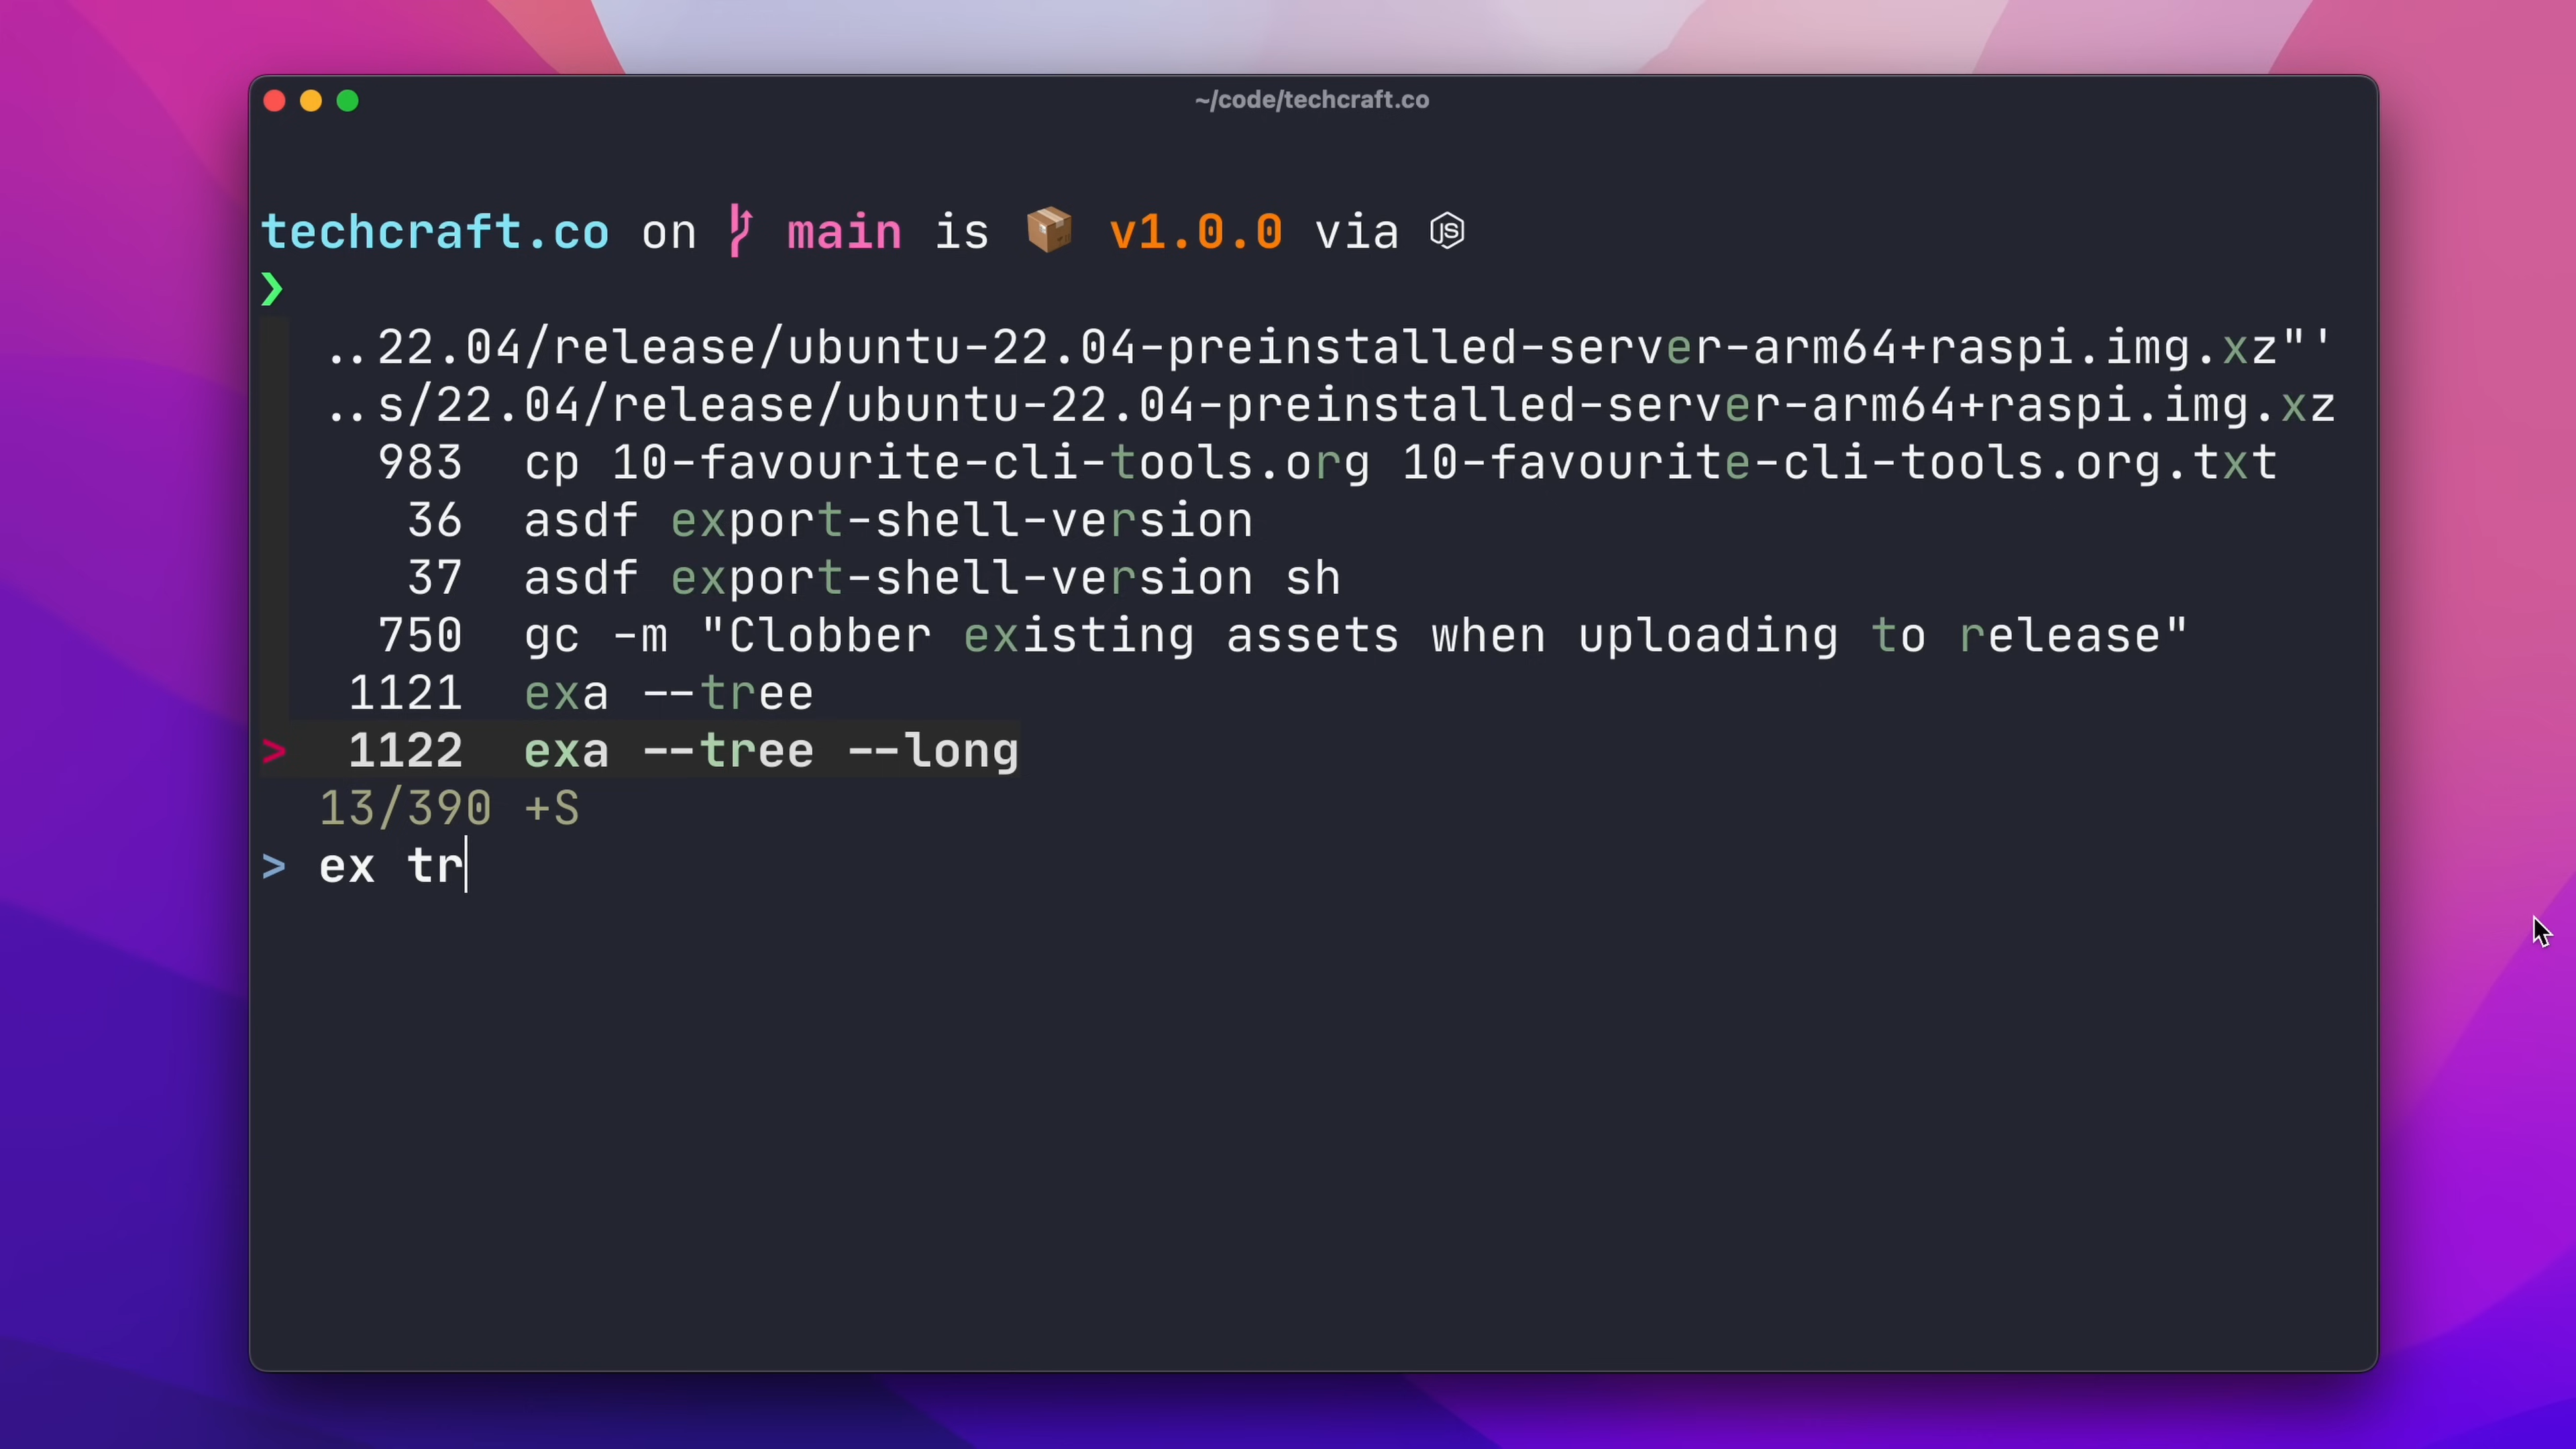 ~/code/techcraft.co
techcraft.co on main is 📦 v1.0.0 via JS
❯
..22.04/release/ubuntu-22.04-preinstalled-server-arm64+raspi.img.xz"'
..s/22.04/release/ubuntu-22.04-preinstalled-server-arm64+raspi.img.xz
983 cp 10-favourite-cli-tools.org 10-favourite-cli-tools.org.txt
36 asdf export-shell-version
37 asdf export-shell-version sh
750 gc -m "Clobber existing assets when uploading to release"
1121 exa --tree
> 1122 exa --tree --long
13/390 +S
> ex tr